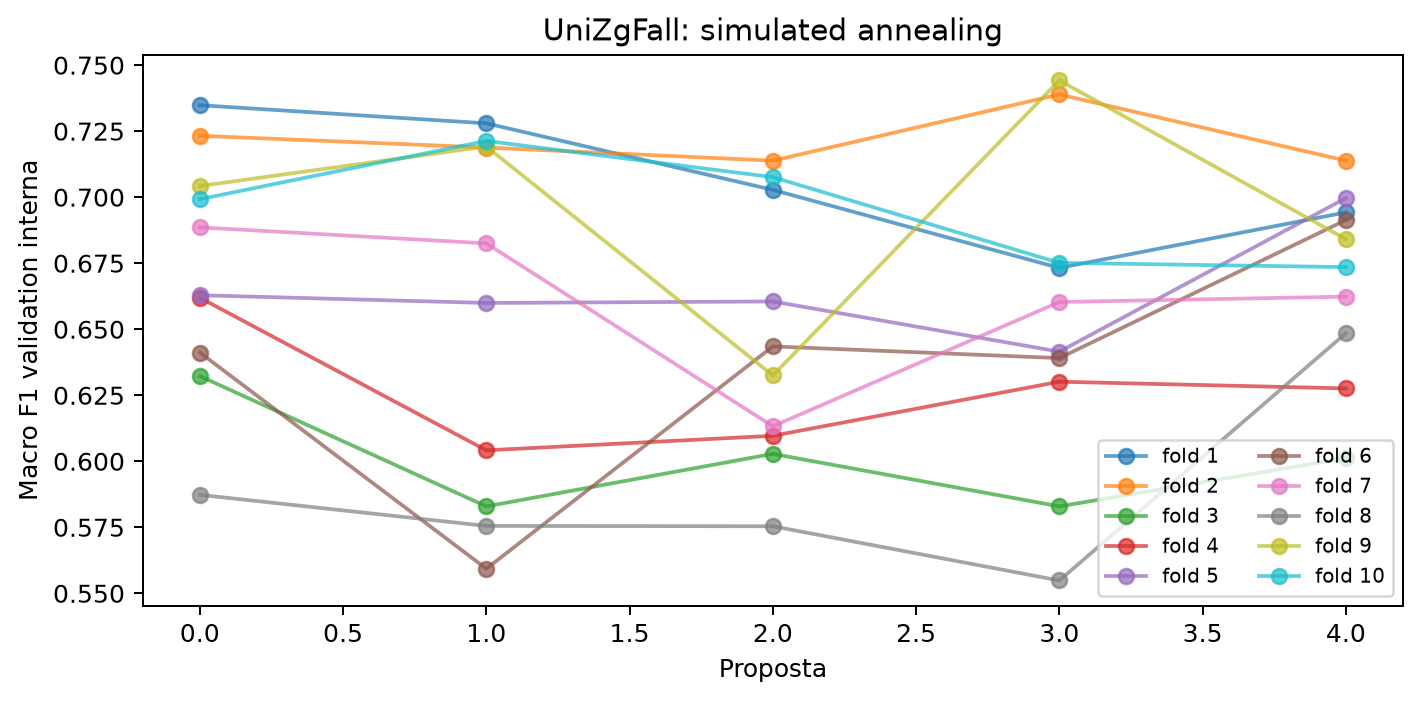 UniZgFall: simulated annealing
Macro F1 validation interna
0.750
0.725
0.700
0.675
0.650
0.625
0.600
0.575
0.550
fold 1
fold 2
fold 3
fold 4
fold 5
fold 6
fold 7
fold 8
fold 9
fold 10
0.0 0.5 1.0 1.5 2.0 2.5 3.0 3.5 4.0
Proposta